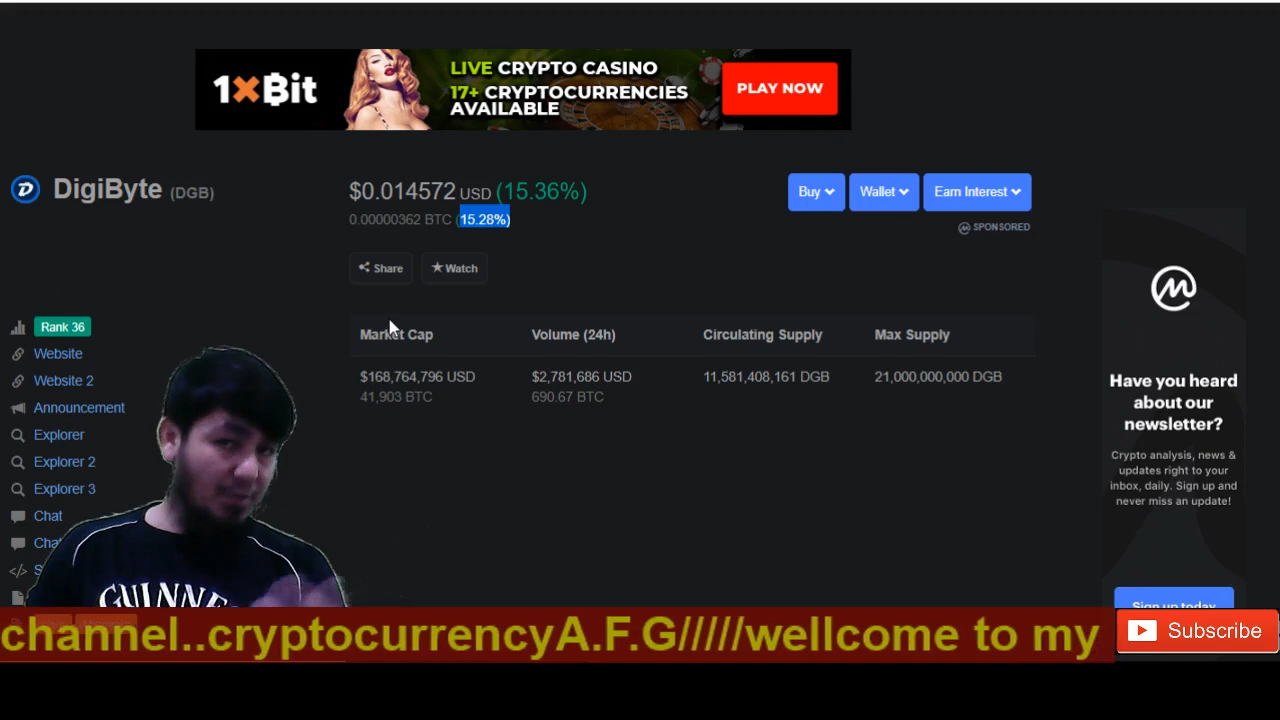 1xBit
LIVE CRYPTO CASINO
17+ CRYPTOCURRENCIES
AVAILABLE
PLAY NOW
DigiByte (DGB)
$0.014572 USD (15.36%)
0.00000362 BTC (15.28%)
Buy
Wallet
Earn Interest
SPONSORED
Share
Watch
Rank 36
Website
Website 2
Announcement
Explorer
Explorer 2
Explorer 3
Chat
Market Cap
Volume (24h)
Circulating Supply
Max Supply
$168,764,796 USD
$2,781,686 USD
11,581,408,161 DGB
21,000,000,000 DGB
41,903 BTC
690.67 BTC
Have you heard
about our
newsletter?
Crypto analysis, news &
updates right to your
inbox, daily. Sign up and
never miss an update!
Sign up today
channel..cryptocurrencyA.F.G/////wellcome to my
Subscribe